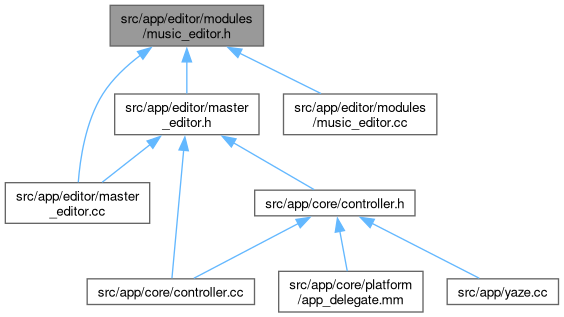 src/app/editor/modules
/music_editor.h
src/app/editor/master
_editor.h
src/app/editor/modules
/music_editor.cc
src/app/editor/master
_editor.cc
src/app/core/controller.h
src/app/core/controller.cc
src/app/core/platform
/app_delegate.mm
src/app/yaze.cc